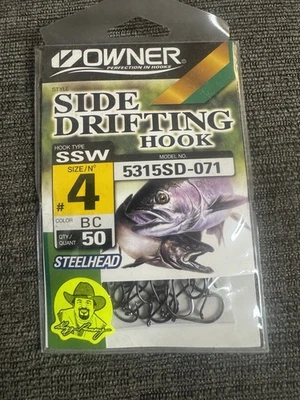 OWNER
PERFECTION IN HOOKS
STYLE
SIDE
DRIFTING
HOOK
HOOK TYPE
SSW
MODEL NO.
SIZE/N°
5315SD-071
#4
COLOR
BC
QTY/
QUANT
50
STEELHEAD